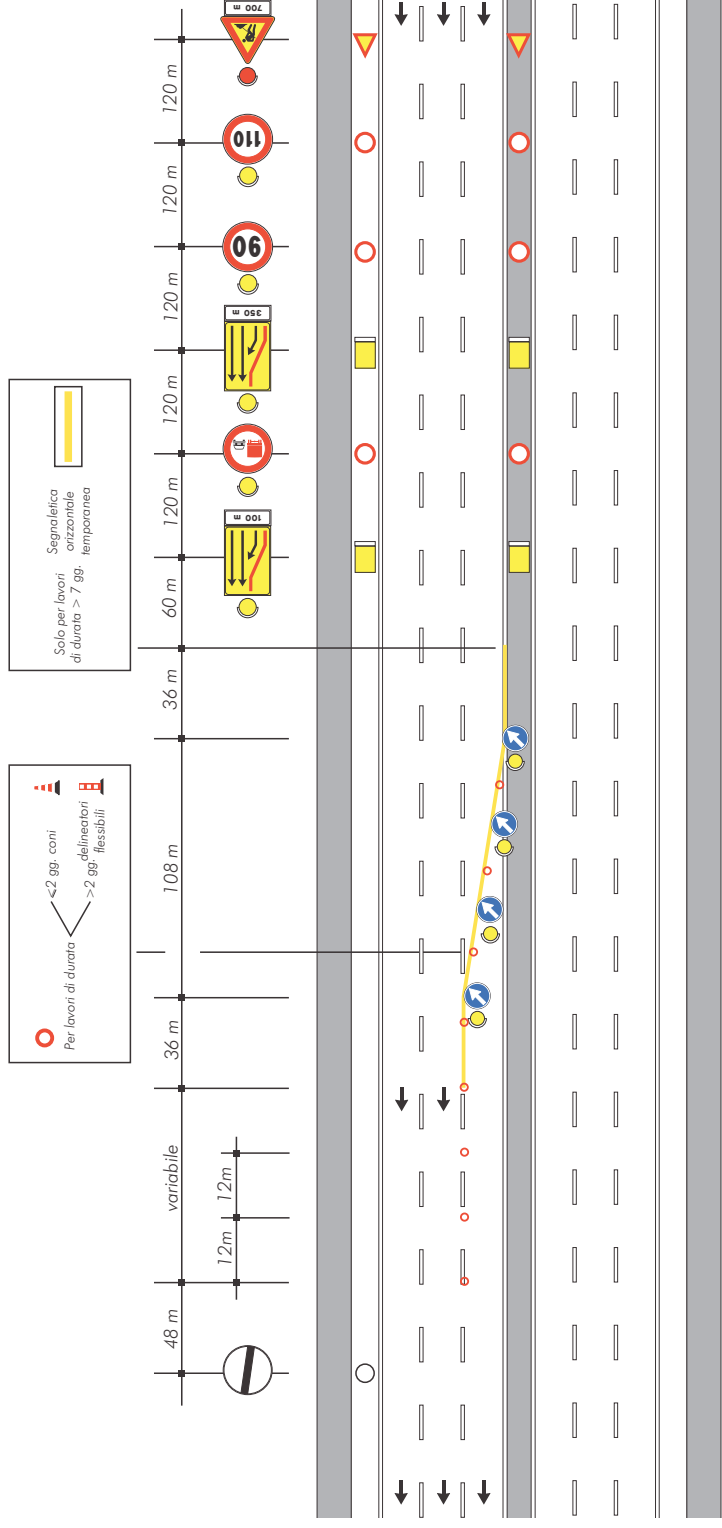 700 m
120 m
110
120 m
90
120 m
350 m
120 m
120 m
100 m
60 m
36 m
108 m
36 m
variabile
12m
12m
48 m
Solo per lavori
di durata > 7 gg.
Segnaletica
orizzontale
temporanea
Per lavori di durata
<2 gg. coni
>2 gg. delineatori
flessibili